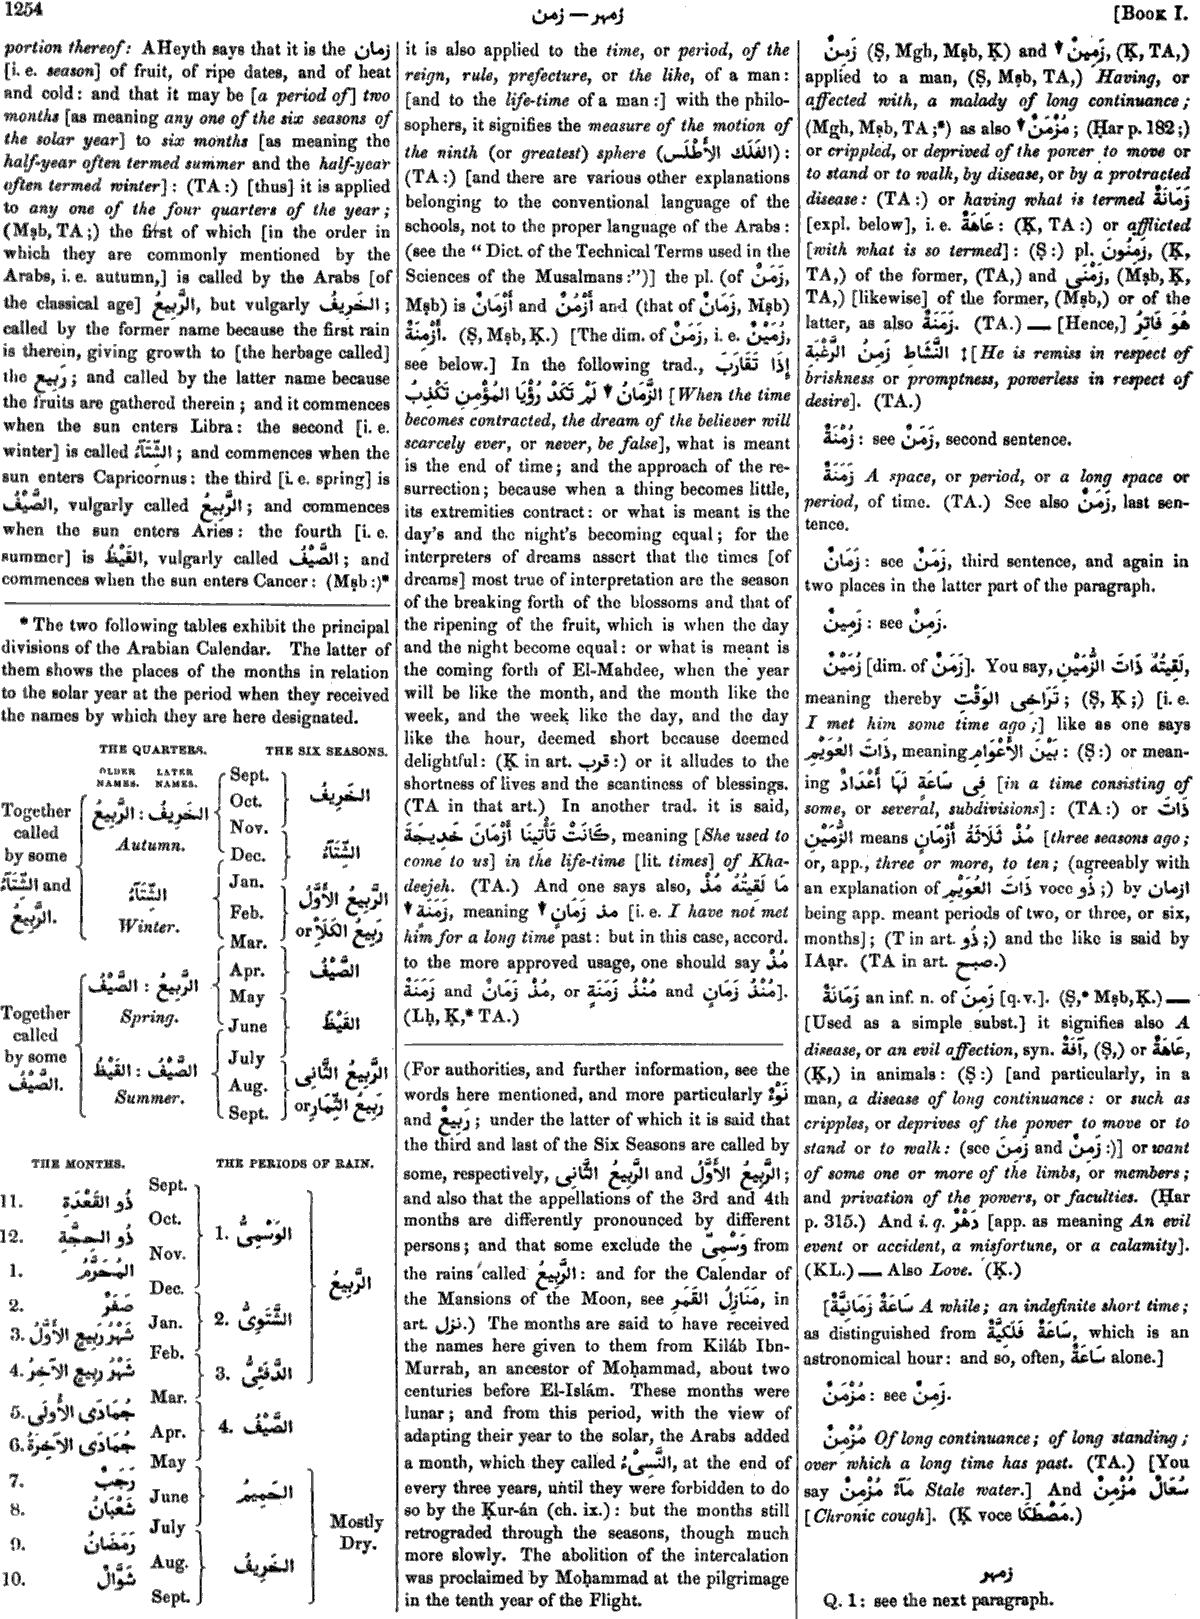 1254
زمهر — زمن
[Book I.
portion thereof: AHeyth says that it is the زمان
[i. e. season] of fruit, of ripe dates, and of heat
and cold: and that it may be [a period of] two
months [as meaning any one of the six seasons of
the solar year] to six months [as meaning the
half-year often termed summer and the half-year
often termed winter]: (TA:) [thus] it is applied
to any one of the four quarters of the year;
(Mṣb, TA;) the first of which [in the order in
which they are commonly mentioned by the
Arabs, i. e. autumn,] is called by the Arabs [of
the classical age] الرَّبِيعُ, but vulgarly الخَرِيفُ;
called by the former name because the first rain
is therein, giving growth to [the herbage called]
the رَبِيع; and called by the latter name because
the fruits are gathered therein; and it commences
when the sun enters Libra: the second [i. e.
winter] is called الشِّتَآءُ; and commences when the
sun enters Capricornus: the third [i. e. spring] is
الصَّيْفُ, vulgarly called الرَّبِيعُ; and commences
when the sun enters Aries: the fourth [i. e.
summer] is القَيْظُ, vulgarly called الصَّيْفُ; and
commences when the sun enters Cancer: (Mṣb:)*
* The two following tables exhibit the principal
divisions of the Arabian Calendar. The latter of
them shows the places of the months in relation
to the solar year at the period when they received
the names by which they are here designated.
THE QUARTERS. THE SIX SEASONS.
OLDER NAMES. LATER NAMES.
Together called by some الشِّتَآءُ and الرَّبِيعُ.
الرَّبِيعُ : الخَرِيفُ
Autumn.
الشِّتَآءُ
Winter.
Together called by some الصَّيْفُ.
الصَّيْفُ : الرَّبِيعُ
Spring.
القَيْظُ : الصَّيْفُ
Summer.
Sept.
Oct.
Nov.
Dec.
Jan.
Feb.
Mar.
Apr.
May
June
July
Aug.
Sept.
الخَرِيفُ
الشِّتَآءُ
الرَّبِيعُ الأَوَّلُ
or رَبِيعُ الكَلَأِ
الصَّيْفُ
القَيْظُ
الرَّبِيعُ الثَّانِى
or رَبِيعُ الثِّمَارِ
THE MONTHS. THE PERIODS OF RAIN.
11. ذُو القَعْدَةِ
12. ذُو الحِجَّةِ
1. المُحَرَّمُ
2. صَفَرٌ
3. شَهْرُ رَبِيعٍ الأَوَّلُ
4. شَهْرُ رَبِيعٍ الآخِرُ
5. جُمَادَى الأُولَى
6. جُمَادَى الآخِرَةُ
7. رَجَبٌ
8. شَعْبَانُ
9. رَمَضَانُ
10. شَوَّالٌ
Sept.
Oct.
Nov.
Dec.
Jan.
Feb.
Mar.
Apr.
May
June
July
Aug.
Sept.
1. الوَسْمِىُّ
2. الشَّتَوِىُّ
3. الدَّفَئِىُّ
4. الصَّيْفُ
الحَمِيمُ
الخَرِيفُ
الرَّبِيعُ
Mostly
Dry.
it is also applied to the time, or period, of the
reign, rule, prefecture, or the like, of a man:
[and to the life-time of a man:] with the philo-
sophers, it signifies the measure of the motion of
the ninth (or greatest) sphere (الفَلَك الأَطْلَس):
(TA:) [and there are various other explanations
belonging to the conventional language of the
schools, not to the proper language of the Arabs:
(see the "Dict. of the Technical Terms used in the
Sciences of the Musalmans:")] the pl. (of زَمَنٌ,
Mṣb) is أَزْمَانٌ and أَزْمُنٌ and (that of زَمَانٌ, Mṣb)
أَزْمِنَةٌ. (Ṣ, Mṣb, Ḳ.) [The dim. of زَمَنٌ, i. e. زُمَيْنٌ,
see below.] In the following trad., إِذَا تَقَارَبَ
الزَّمَانُ▼ لَمْ تَكَدْ رُؤْيَا المُؤْمِنِ تَكْذِبُ [When the time
becomes contracted, the dream of the believer will
scarcely ever, or never, be false], what is meant
is the end of time; and the approach of the re-
surrection; because when a thing becomes little,
its extremities contract: or what is meant is the
day's and the night's becoming equal; for the
interpreters of dreams assert that the times [of
dreams] most true of interpretation are the season
of the breaking forth of the blossoms and that of
the ripening of the fruit, which is when the day
and the night become equal: or what is meant is
the coming forth of El-Mahdee, when the year
will be like the month, and the month like the
week, and the week like the day, and the day
like the hour, deemed short because deemed
delightful: (Ḳ in art. قرب:) or it alludes to the
shortness of lives and the scantiness of blessings.
(TA in that art.) In another trad. it is said,
كَانَتْ تَأْتِينَا أَزْمَانَ خَدِيجَةَ, meaning [She used to
come to us] in the life-time [lit. times] of Kha-
deejeh. (TA.) And one says also, مَا لَقِيتُهُ مُذْ
زَمَنَةٍ▼, meaning مذ زَمَانٍ▼ [i. e. I have not met
him for a long time past: but in this case, accord.
to the more approved usage, one should say مُذْ
زَمَنَةٌ and مُذْ زَمَانٌ, or مُنْذُ زَمَنَةٍ and مُنْذُ زَمَانٍ].
(Lḥ, Ḳ,* TA.)
(For authorities, and further information, see the
words here mentioned, and more particularly نَوْءٌ
and رَبِيعٌ; under the latter of which it is said that
the third and last of the Six Seasons are called by
some, respectively, الرَّبِيعُ الثَّانِى and الرَّبِيعُ الأَوَّلُ;
and also that the appellations of the 3rd and 4th
months are differently pronounced by different
persons; and that some exclude the وَسْمِىّ from
the rains called الرَّبِيعُ: and for the Calendar of
the Mansions of the Moon, see مَنَازِلُ القَمَرِ, in
art. نزل.) The months are said to have received
the names here given to them from Kiláb Ibn-
Murrah, an ancestor of Moḥammad, about two
centuries before El-Islám. These months were
lunar; and from this period, with the view of
adapting their year to the solar, the Arabs added
a month, which they called النَّسِىْءُ, at the end of
every three years, until they were forbidden to do
so by the Ḳur-án (ch. ix.): but the months still
retrograded through the seasons, though much
more slowly. The abolition of the intercalation
was proclaimed by Moḥammad at the pilgrimage
in the tenth year of the Flight.
زَمِنٌ (Ṣ, Mgh, Mṣb, Ḳ) and زَمِينٌ▼, (Ḳ, TA,)
applied to a man, (Ṣ, Mṣb, TA,) Having, or
affected with, a malady of long continuance;
(Mgh, Mṣb, TA;*) as also مُزْمَنٌ▼; (Ḥar p. 182;)
or crippled, or deprived of the power to move or
to stand or to walk, by disease, or by a protracted
disease: (TA:) or having what is termed زَمَانَةٌ
[expl. below], i. e. عَاهَةٌ: (Ḳ, TA:) or afflicted
[with what is so termed]: (Ṣ:) pl. زَمِنُونَ, (Ḳ,
TA,) of the former, (TA,) and زَمْنَى, (Mṣb, Ḳ,
TA,) [likewise] of the former, (Mṣb,) or of the
latter, as also زَمَنَةٌ. (TA.) — [Hence,] هُوَ فَاتِرُ
النَّشَاطِ زَمِنُ الرَّغْبَةِ ‡[He is remiss in respect of
briskness or promptness, powerless in respect of
desire]. (TA.)
زُمْنَةٌ: see زَمَنٌ, second sentence.
زَمَنَةٌ A space, or period, or a long space or
period, of time. (TA.) See also زَمَنٌ, last sen-
tence.
زَمَانٌ: see زَمَنٌ, third sentence, and again in
two places in the latter part of the paragraph.
زَمِينٌ: see زَمِنٌ.
زُمَيْنٌ [dim. of زَمَنٌ]. You say, لَقِيتُهُ ذَاتَ الزُّمَيْنِ,
meaning thereby تَرَاخِى الوَقْتِ; (Ṣ, Ḳ;) [i. e.
I met him some time ago;] like as one says
ذَاتَ العُوَيْمِ, meaning بَيْنَ الأَعْوَامِ: (Ṣ:) or mean-
ing فِى سَاعَةٍ لَهَا أَعْدَادٌ [in a time consisting of
some, or several, subdivisions]: (TA:) or ذَاتَ
الزُّمَيْنِ means مُذْ ثَلَاثَةُ أَزْمَانٍ [three seasons ago;
or, app., three or more, to ten; (agreeably with
an explanation of ذَاتَ العُوَيْمِ voce ذُو;) by ازمان
being app. meant periods of two, or three, or six,
months]; (T in art. ذُو;) and the like is said by
IAạr. (TA in art. صبح.)
زَمَانَةٌ an inf. n. of زَمِنَ [q. v.]. (Ṣ,* Mṣb, Ḳ.) —
[Used as a simple subst.] it signifies also A
disease, or an evil affection, syn. آفَةٌ, (Ṣ,) or عَاهَةٌ,
(Ḳ,) in animals: (Ṣ:) [and particularly, in a
man, a disease of long continuance: or such as
cripples, or deprives of the power to move or to
stand or to walk: (see زَمِنَ and زَمِنٌ:)] or want
of some one or more of the limbs, or members;
and privation of the powers, or faculties. (Ḥar
p. 315.) And i. q. دَهْرٌ [app. as meaning An evil
event or accident, a misfortune, or a calamity].
(KL.) — Also Love. (Ḳ.)
[سَاعَةٌ زَمَانِيَّةٌ A while; an indefinite short time;
as distinguished from سَاعَةٌ فَلَكِيَّةٌ, which is an
astronomical hour: and so, often, سَاعَةٌ alone.]
مُزْمَنٌ: see زَمِنٌ.
مُزْمِنٌ Of long continuance; of long standing;
over which a long time has past. (TA.) [You
say مَآءٌ مُزْمِنٌ Stale water.] And سُعَالٌ مُزْمِنٌ
[Chronic cough]. (Ḳ voce مَصْطَكَا.)
زمهر
Q. 1: see the next paragraph.